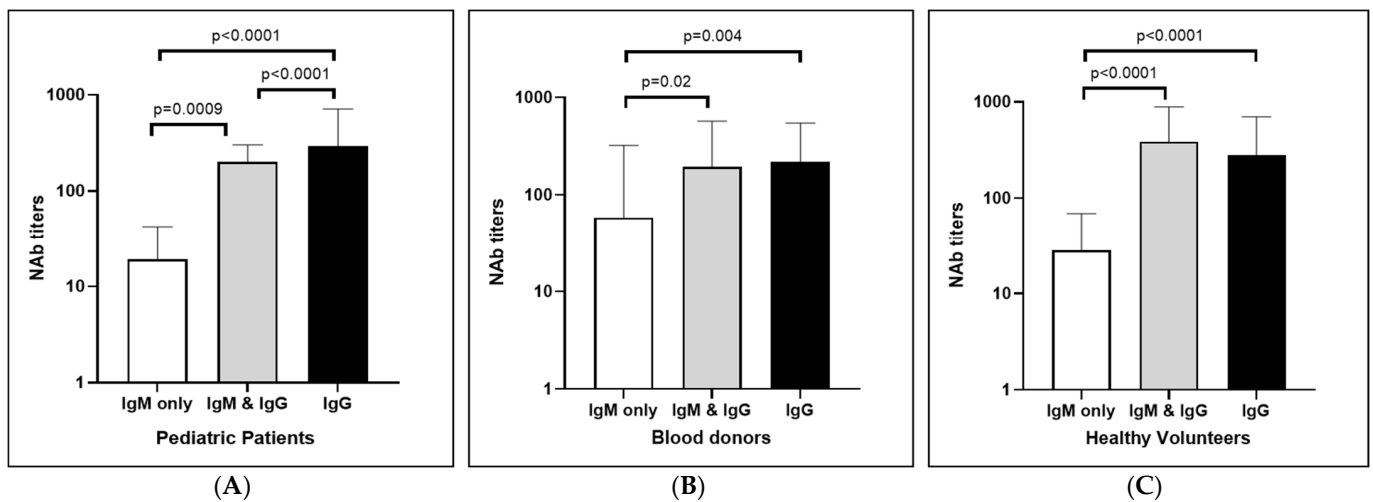 p<0.0001
p<0.0001
p=0.0009
1000
100
10
1
NAb titers
IgM only
IgM & IgG
IgG
Pediatric Patients
(A)
p=0.004
p=0.02
1000
100
10
1
NAb titers
IgM only
IgM & IgG
IgG
Blood donors
(B)
p<0.0001
p<0.0001
1000
100
10
1
NAb titers
IgM only
IgM & IgG
IgG
Healthy Volunteers
(C)